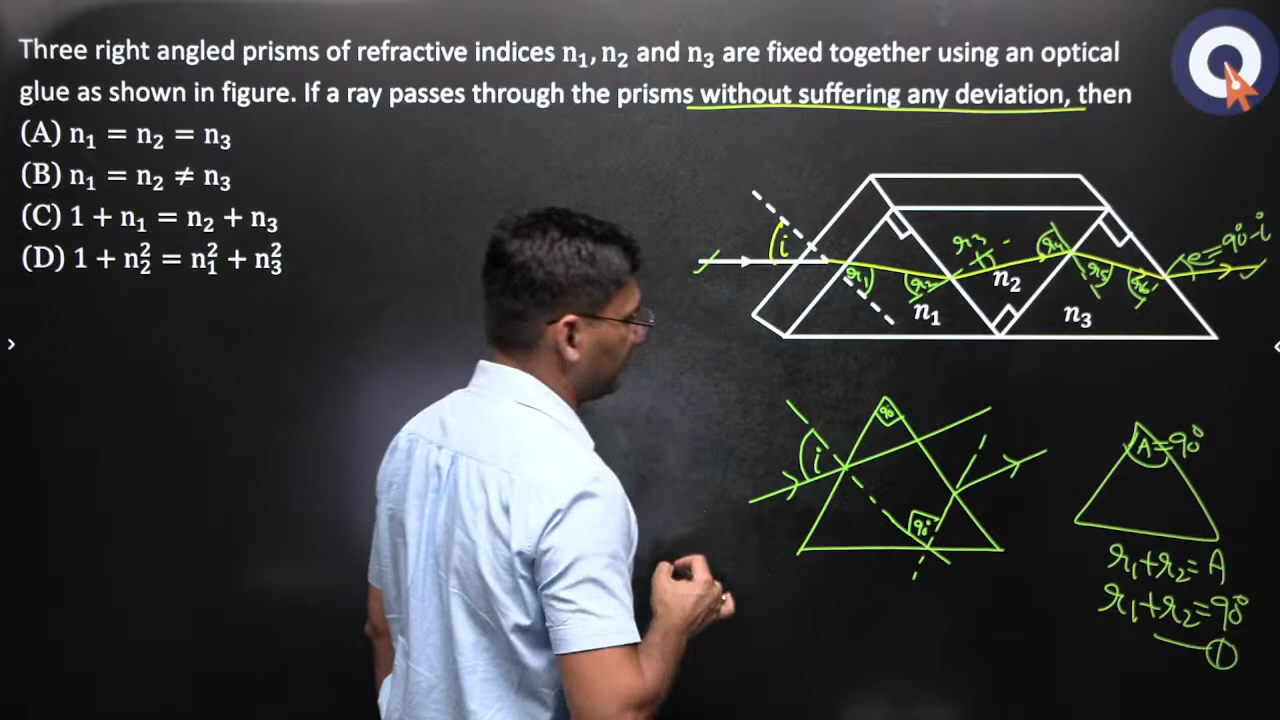 Three right angled prisms of refractive indices n₁, n₂ and n₃ are fixed together using an optical
glue as shown in figure. If a ray passes through the prisms without suffering any deviation, then
(A) n₁ = n₂ = n₃
(B) n₁ = n₂ ≠ n₃
(C) 1 + n₁ = n₂ + n₃
(D) 1 + n₂² = n₁² + n₃²
i
r₁
r₂
r₃
r₄
r₅
r₆
e=90°-i
n₁
n₂
n₃
i
90
90°
A=90°
r₁+r₂=A
r₁+r₂=90°
①